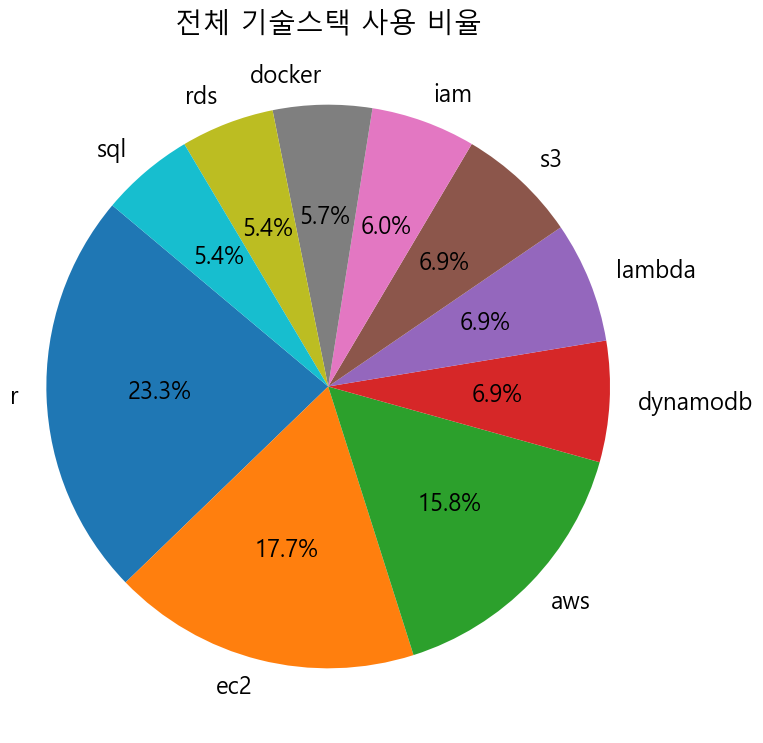 전체 기술스택 사용 비율
docker
iam
rds
s3
sql
lambda
dynamodb
r
aws
ec2
5.7%
6.0%
5.4%
5.4%
6.9%
6.9%
6.9%
23.3%
15.8%
17.7%